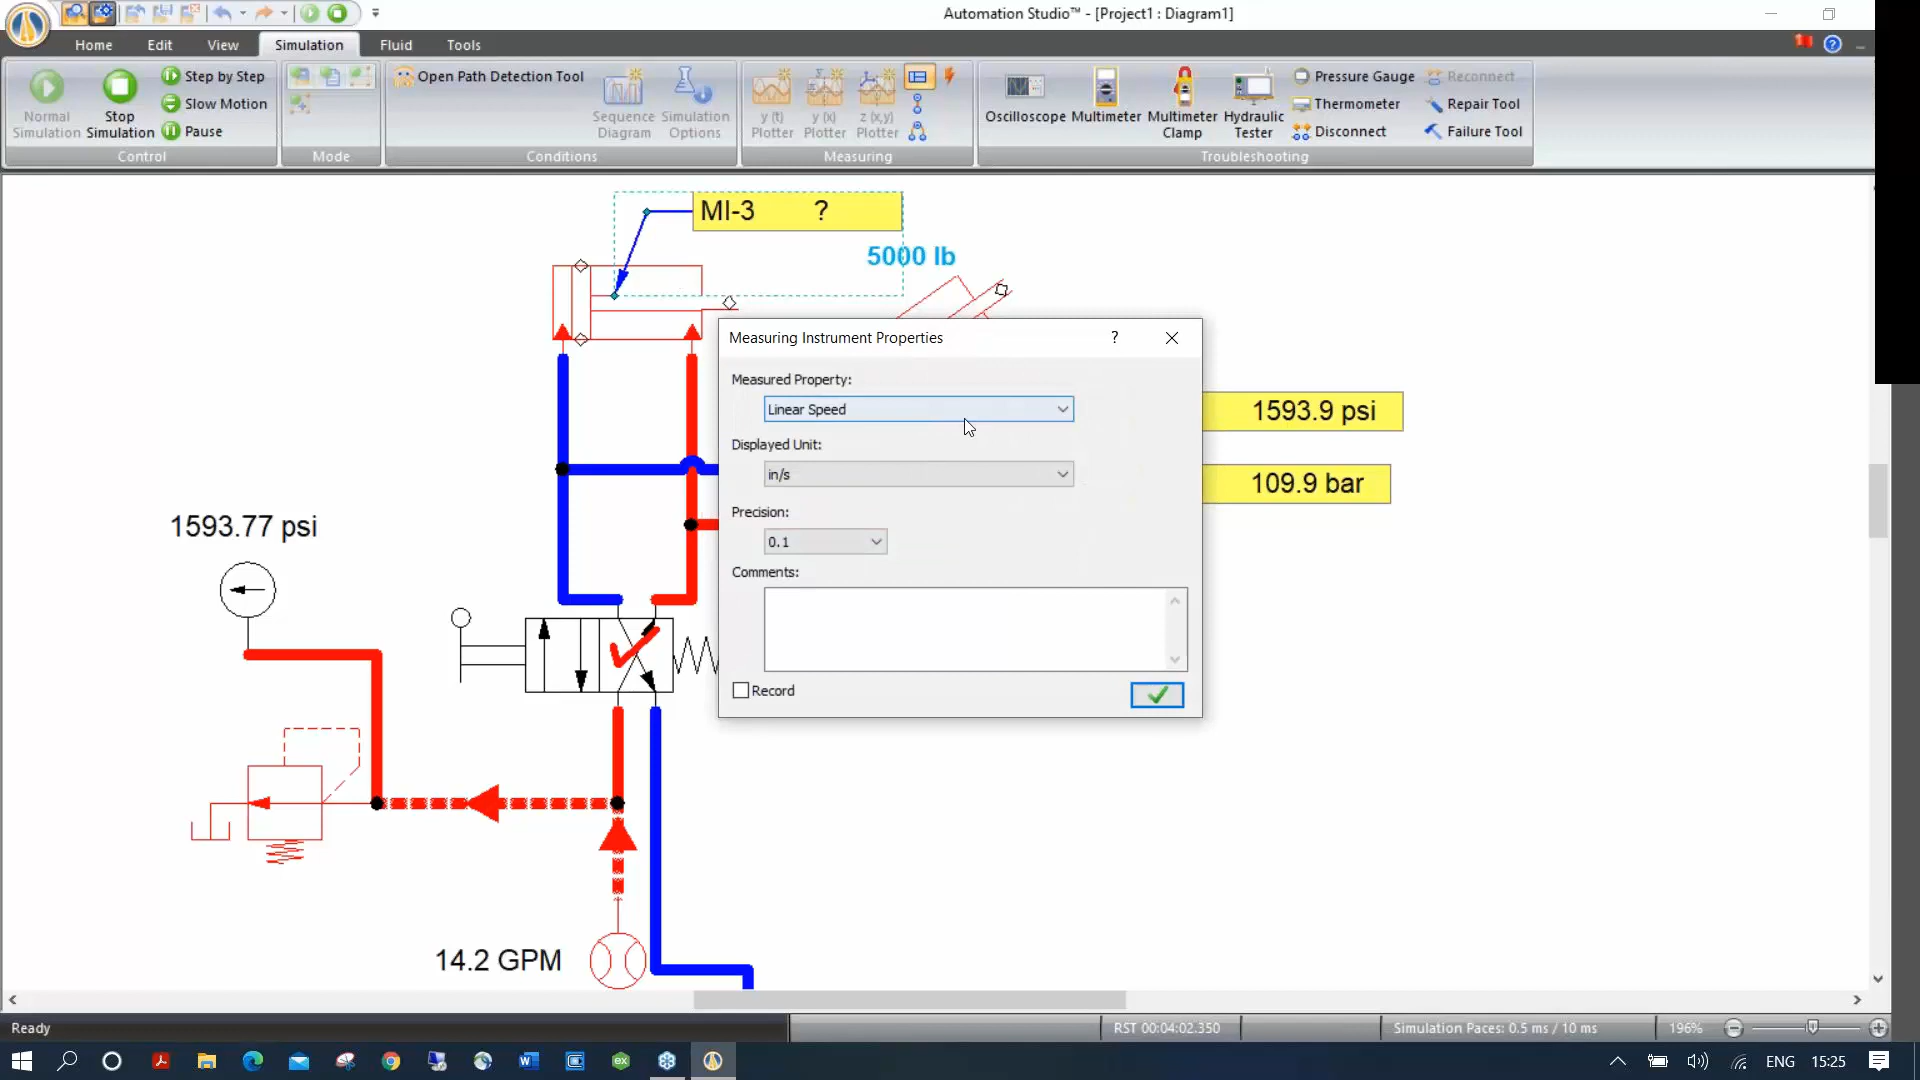 Automation Studio™ - [Project1 : Diagram1]
Home Edit View Simulation Fluid Tools
Normal Simulation
Stop Simulation
Step by Step
Slow Motion
Pause
Control
Mode
Open Path Detection Tool
Sequence Diagram
Simulation Options
Conditions
y (t) Plotter
y (x) Plotter
z (x,y) Plotter
Measuring
Oscilloscope
Multimeter
Multimeter Clamp
Hydraulic Tester
Pressure Gauge
Thermometer
Disconnect
Reconnect
Repair Tool
Failure Tool
Troubleshooting
MI-3 ?
5000 lb
Measuring Instrument Properties ?
Measured Property:
Linear Speed
Displayed Unit:
in/s
Precision:
0.1
Comments:
Record
1593.9 psi
109.9 bar
1593.77 psi
14.2 GPM
Ready
RST 00:04:02.350
Simulation Paces: 0.5 ms / 10 ms
196%
ENG 15:25